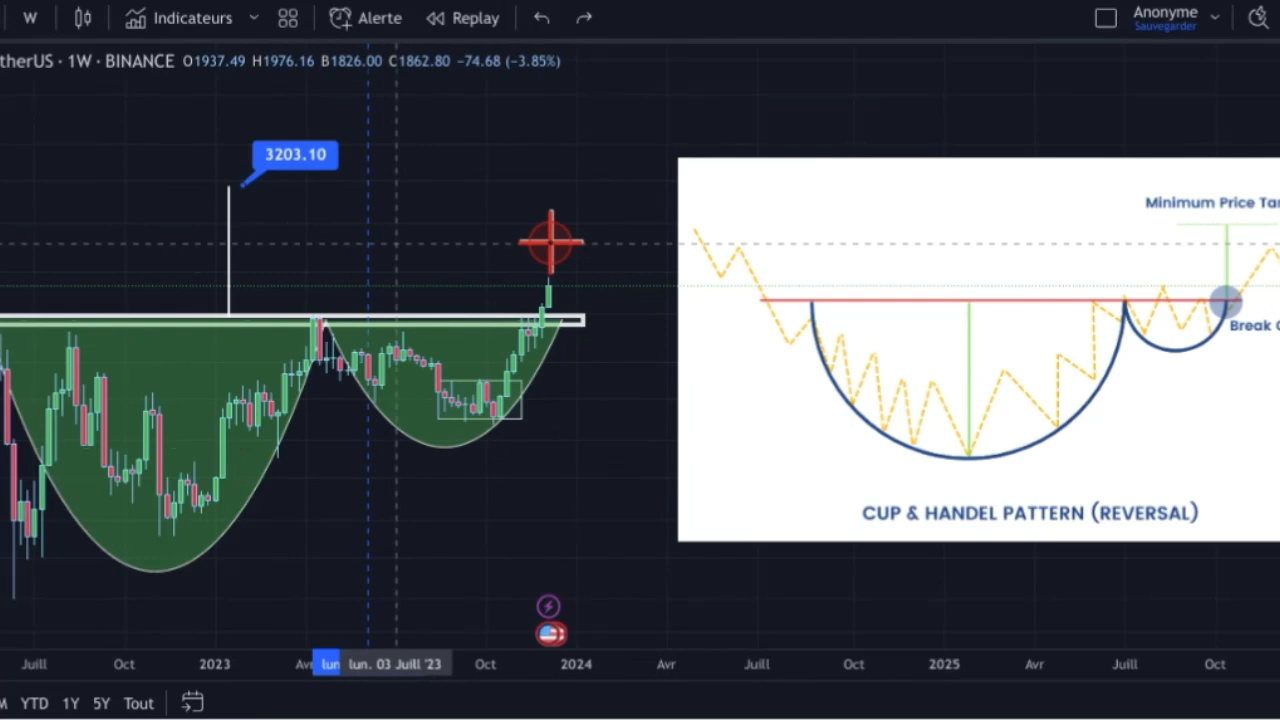 W Indicateurs Alerte Replay Anonyme
Sauvegarder
therUS · 1W · BINANCE O1937.49 H1976.16 B1826.00 C1862.80 −74.68 (−3.85%)
3203.10
Minimum Price Tar
Break O
CUP & HANDEL PATTERN (REVERSAL)
Juill Oct 2023 Avr lun lun. 03 Juill '23 Oct 2024 Avr Juill Oct 2025 Avr Juill Oct
M YTD 1Y 5Y Tout